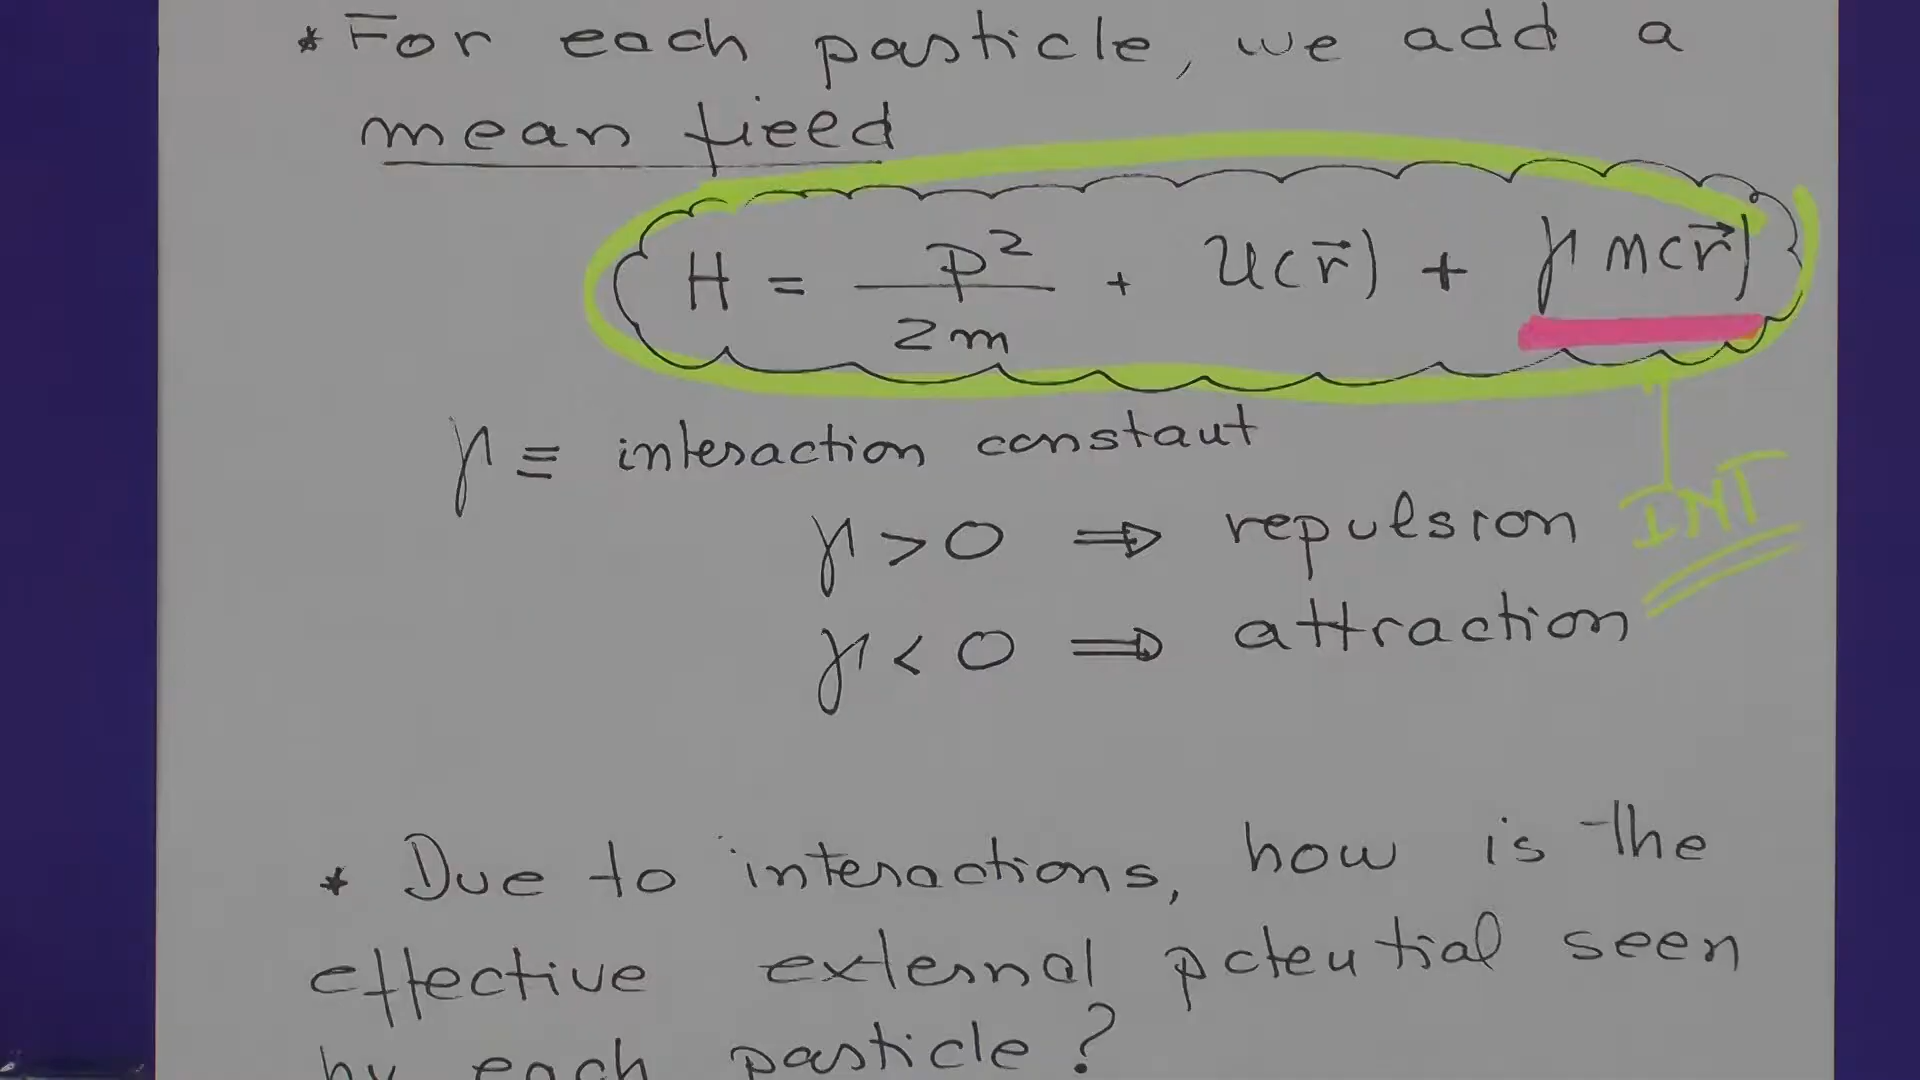 * For each particle, we add a
mean field
H = p²/2m + U(r⃗) + γ n(r⃗)
INT
γ ≡ interaction constant
γ > 0 ⇒ repulsion
γ < 0 ⇒ attraction
* Due to interactions, how is the
effective external potential seen
by each particle?